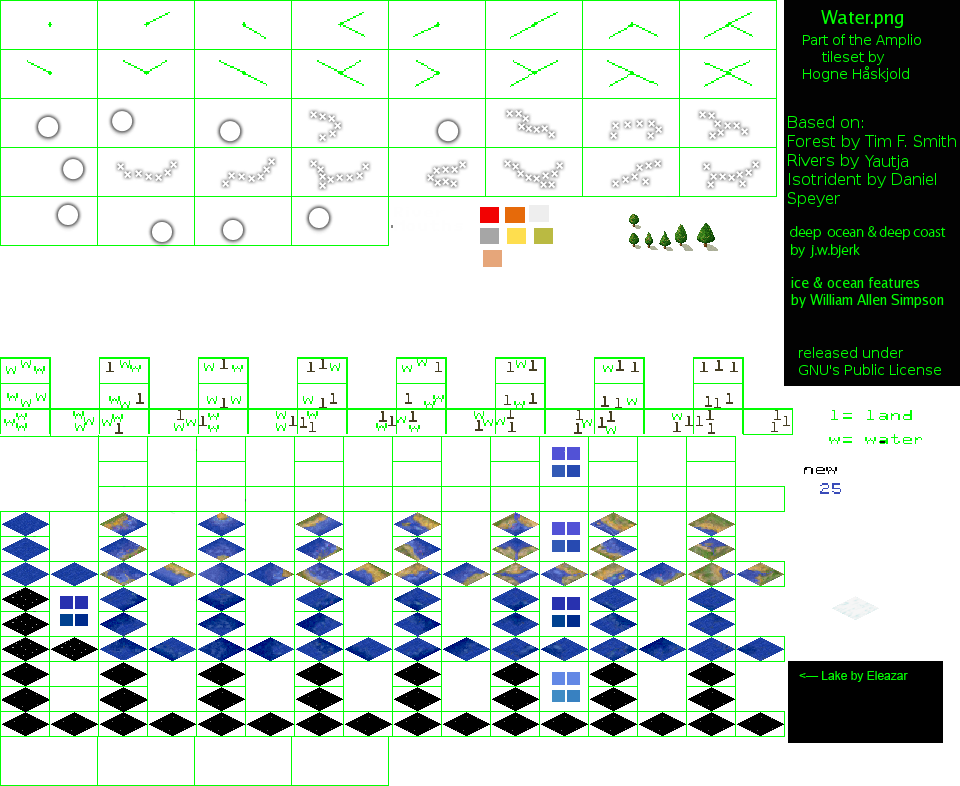 Water.png
Part of the Amplio
tileset by
Hogne Håskjold
Based on:
Forest by Tim F. Smith
Rivers by Yautja
Isotrident by Daniel
Speyer
deep ocean & deep coast
by j.w.bjerk
ice & ocean features
by William Allen Simpson
released under
GNU's Public License
w w w l w w w l w l l w w w l l w l w l l l l l
l= land
w= water
new
25
<— Lake by Eleazar